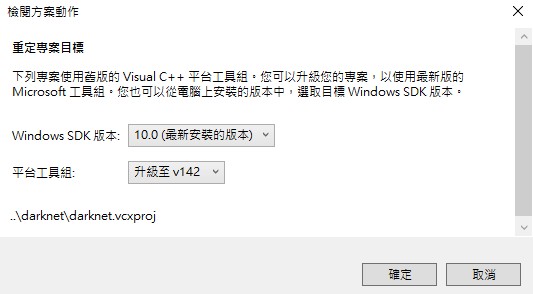 檢閱方案動作
重定專案目標
下列專案使用舊版的 Visual C++ 平台工具組。您可以升級您的專案，以使用最新版的
Microsoft 工具組。您也可以從電腦上安裝的版本中，選取目標 Windows SDK 版本。
Windows SDK 版本: 10.0 (最新安裝的版本)
平台工具組: 升級至 v142
..\darknet\darknet.vcxproj
確定 取消